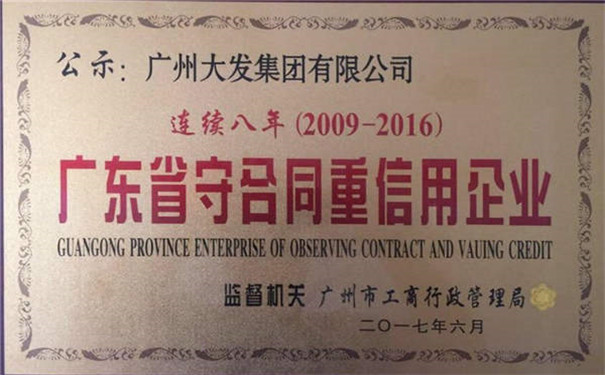 公示：广州大发集团有限公司
连续八年(2009-2016)
广东省守合同重信用企业
GUANGONG PROVINCE ENTERPRISE OF OBSERVING CONTRACT AND VAUING CREDIT
监督机关 广州市工商行政管理局
二〇一七年六月